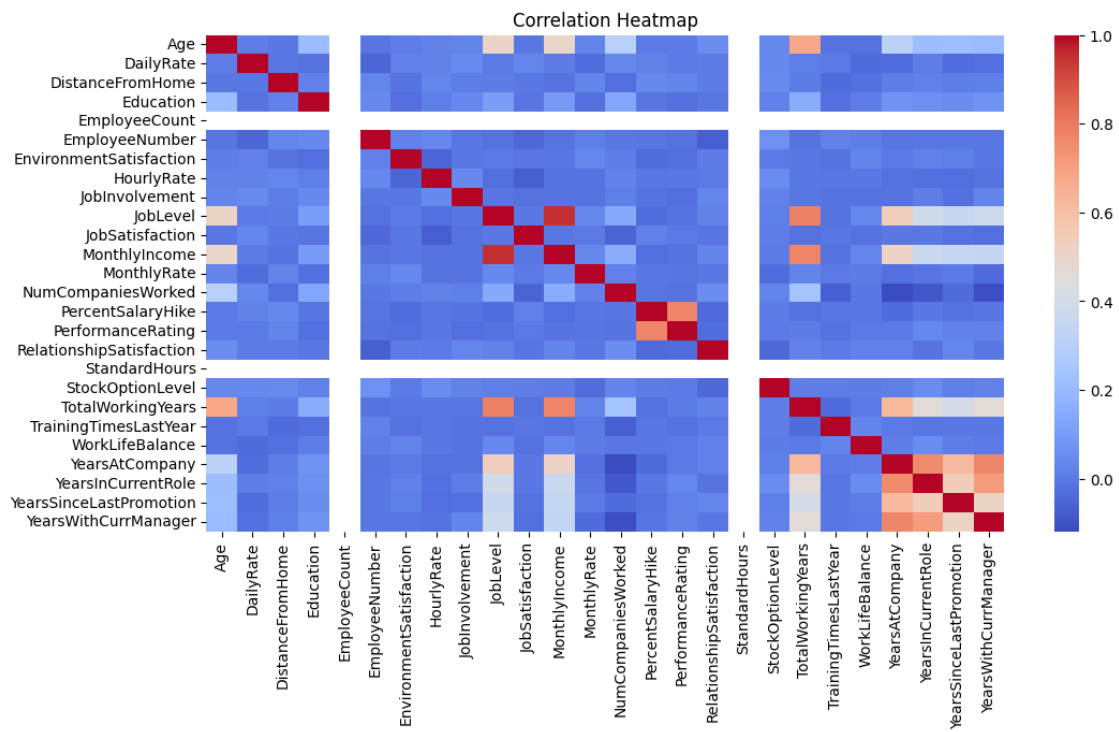 Correlation Heatmap
Age
DailyRate
DistanceFromHome
Education
EmployeeCount
EmployeeNumber
EnvironmentSatisfaction
HourlyRate
JobInvolvement
JobLevel
JobSatisfaction
MonthlyIncome
MonthlyRate
NumCompaniesWorked
PercentSalaryHike
PerformanceRating
RelationshipSatisfaction
StandardHours
StockOptionLevel
TotalWorkingYears
TrainingTimesLastYear
WorkLifeBalance
YearsAtCompany
YearsInCurrentRole
YearsSinceLastPromotion
YearsWithCurrManager
Age
DailyRate
DistanceFromHome
Education
EmployeeCount
EmployeeNumber
EnvironmentSatisfaction
HourlyRate
JobInvolvement
JobLevel
JobSatisfaction
MonthlyIncome
MonthlyRate
NumCompaniesWorked
PercentSalaryHike
PerformanceRating
RelationshipSatisfaction
StandardHours
StockOptionLevel
TotalWorkingYears
TrainingTimesLastYear
WorkLifeBalance
YearsAtCompany
YearsInCurrentRole
YearsSinceLastPromotion
YearsWithCurrManager
1.0
0.8
0.6
0.4
0.2
0.0